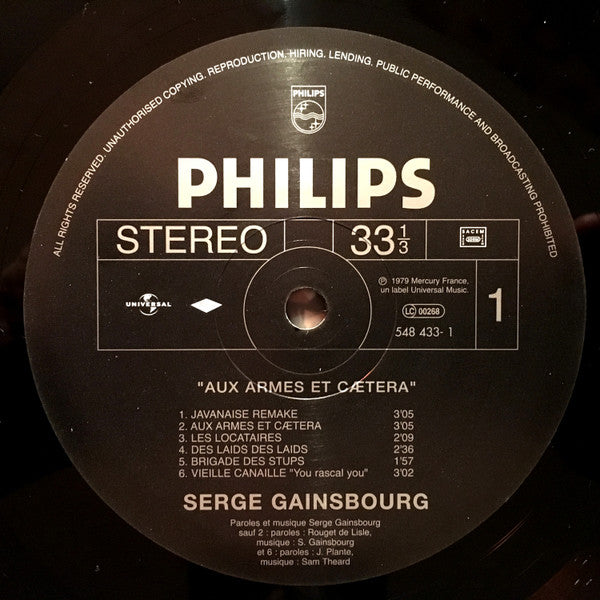 ALL RIGHTS RESERVED. UNAUTHORISED COPYING. REPRODUCTION. HIRING. LENDING. PUBLIC PERFORMANCE AND BROADCASTING PROHIBITED
PHILIPS
PHILIPS
STEREO 33 1/3 SACEM
UNIVERSAL
℗ 1979 Mercury France,
un label Universal Music.
LC 00268
548 433- 1
1
"AUX ARMES ET CÆTERA"
1. JAVANAISE REMAKE 3'05
2. AUX ARMES ET CÆTERA 3'05
3. LES LOCATAIRES 2'09
4. DES LAIDS DES LAIDS 2'36
5. BRIGADE DES STUPS 1'57
6. VIEILLE CANAILLE "You rascal you" 3'02
SERGE GAINSBOURG
Paroles et musique Serge Gainsbourg
sauf 2 : paroles : Rouget de Lisle,
musique : S. Gainsbourg
et 6 : paroles : J. Plante,
musique : Sam Theard